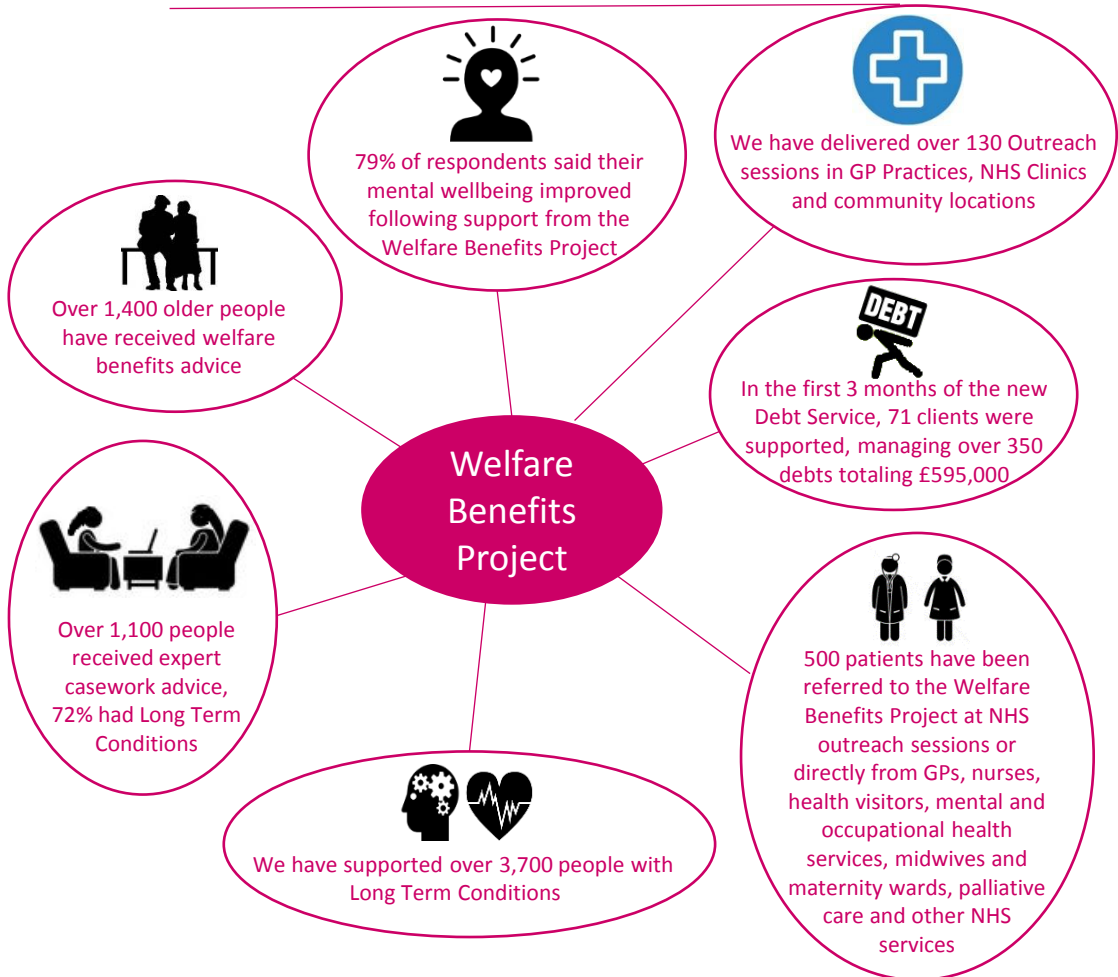 79% of respondents said their
mental wellbeing improved
following support from the
Welfare Benefits Project
We have delivered over 130 Outreach
sessions in GP Practices, NHS Clinics
and community locations
Over 1,400 older people
have received welfare
benefits advice
DEBT
In the first 3 months of the new
Debt Service, 71 clients were
supported, managing over 350
debts totaling £595,000
Welfare
Benefits
Project
Over 1,100 people
received expert
casework advice,
72% had Long Term
Conditions
500 patients have been
referred to the Welfare
Benefits Project at NHS
outreach sessions or
directly from GPs, nurses,
health visitors, mental and
occupational health
services, midwives and
maternity wards, palliative
care and other NHS
services
We have supported over 3,700 people with
Long Term Conditions